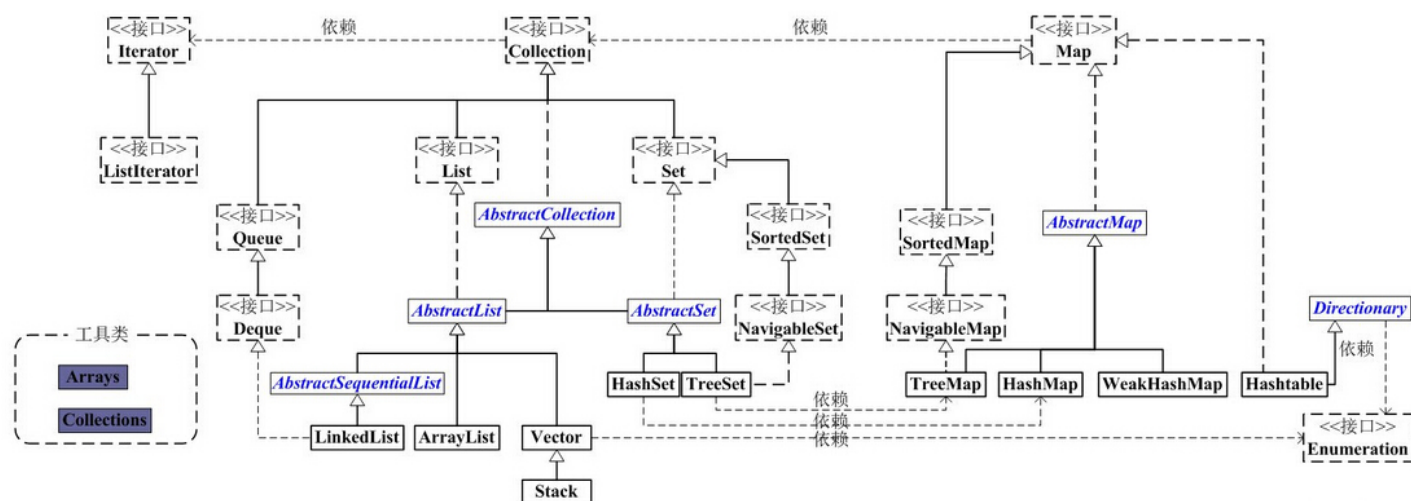 <<接口>>
Iterator
依赖
<<接口>>
Collection
依赖
<<接口>>
Map
<<接口>>
ListIterator
<<接口>>
List
<<接口>>
Set
<<接口>>
Queue
AbstractCollection
<<接口>>
SortedSet
<<接口>>
SortedMap
AbstractMap
<<接口>>
Deque
AbstractList
AbstractSet
<<接口>>
NavigableSet
<<接口>>
NavigableMap
Directionary
工具类
Arrays
Collections
依赖
AbstractSequentialList
HashSet
TreeSet
TreeMap
HashMap
WeakHashMap
Hashtable
依赖
依赖
依赖
LinkedList
ArrayList
Vector
<<接口>>
Enumeration
Stack